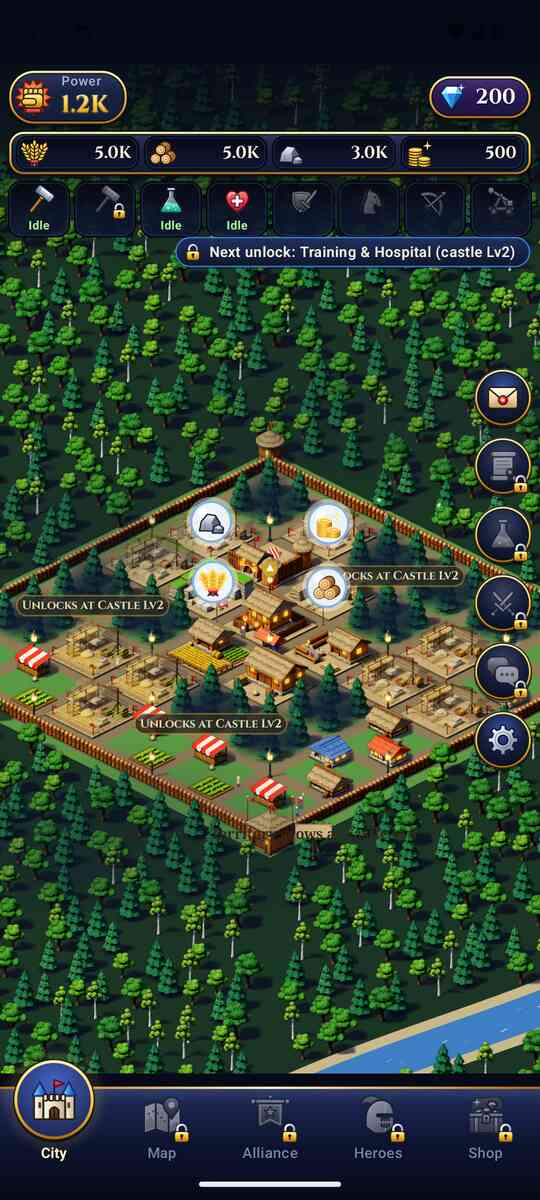 Power
1.2K
200
5.0K
5.0K
3.0K
500
Idle
Idle
Idle
Next unlock: Training & Hospital (castle Lv2)
OCKS AT CASTLE LV2
UNLOCKS AT CASTLE LV2
UNLOCKS AT CASTLE LV2
City
Map
Alliance
Heroes
Shop